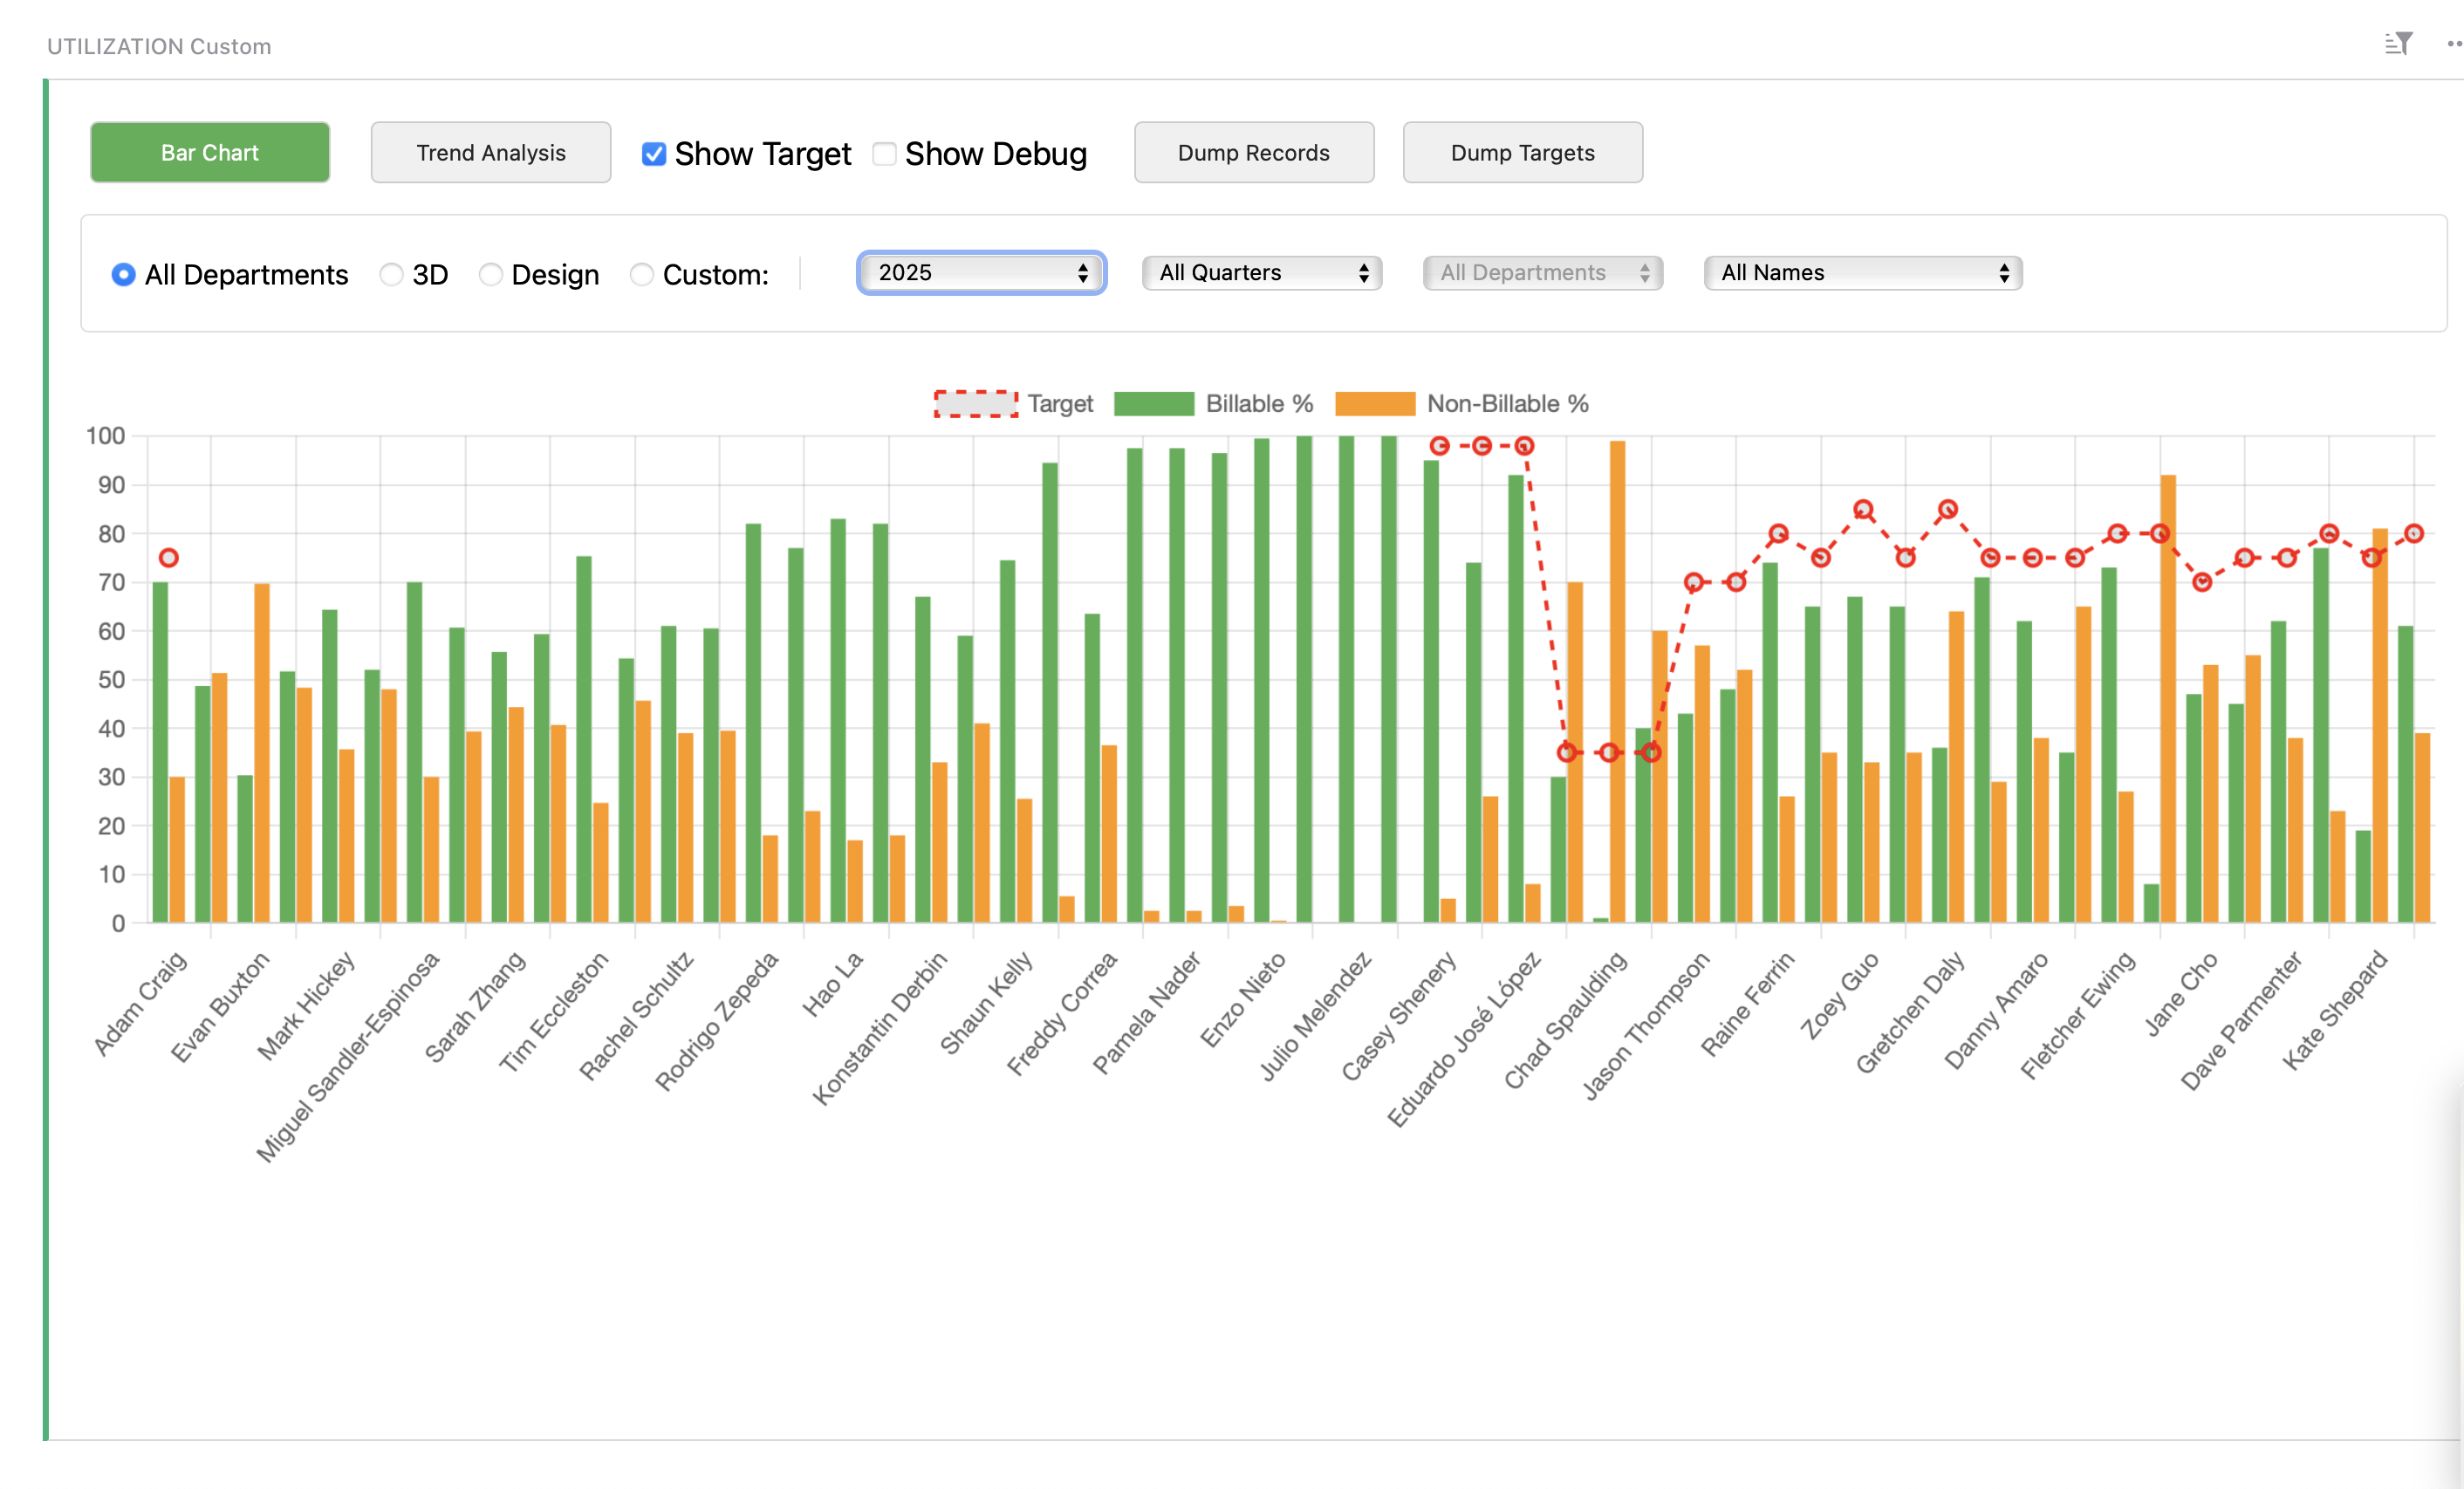 UTILIZATION Custom
Bar Chart
Trend Analysis
Show Target
Show Debug
Dump Records
Dump Targets
All Departments
3D
Design
Custom:
2025
All Quarters
All Departments
All Names
Target
Billable %
Non-Billable %
100
90
80
70
60
50
40
30
20
10
0
Adam Craig
Evan Buxton
Mark Hickey
Miguel Sandler-Espinosa
Sarah Zhang
Tim Eccleston
Rachel Schultz
Rodrigo Zepeda
Hao La
Konstantin Derbin
Shaun Kelly
Freddy Correa
Pamela Nader
Enzo Nieto
Julio Melendez
Casey Shenery
Eduardo José López
Chad Spaulding
Jason Thompson
Raine Ferrin
Zoey Guo
Gretchen Daly
Danny Amaro
Fletcher Ewing
Jane Cho
Dave Parmenter
Kate Shepard